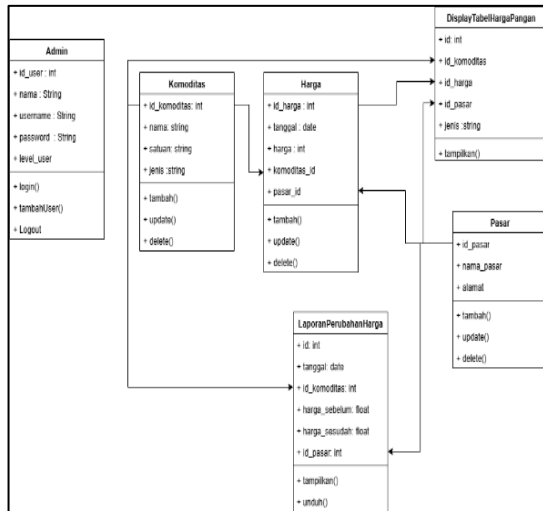 Admin
+ id_user : int
+ nama : String
+ username : String
+ password : String
+ level_user
+ login()
+ tambahUser()
+ Logout
Komoditas
+ id_komoditas: int
+ nama: string
+ satuan: string
+ jenis :string
+ tambah()
+ update()
+ delete()
Harga
+ id_harga : int
+ tanggal : date
+ harga : int
+ komoditas_id
+ pasar_id
+ tambah()
+ update()
+ delete()
DisplayTabelHargaPangan
+ id: int
+ id_komoditas
+ id_harga
+ id_pasar
+ jenis :string
+ tampilkan()
Pasar
+ id_pasar
+ nama_pasar
+ alamat
+ tambah()
+ update()
+ delete()
LaporanPerubahanHarga
+ id: int
+ tanggal: date
+ id_komoditas: int
+ harga_sebelum: float
+ harga_sesudah: float
+ id_pasar: int
+ tampilkan()
+ unduh()